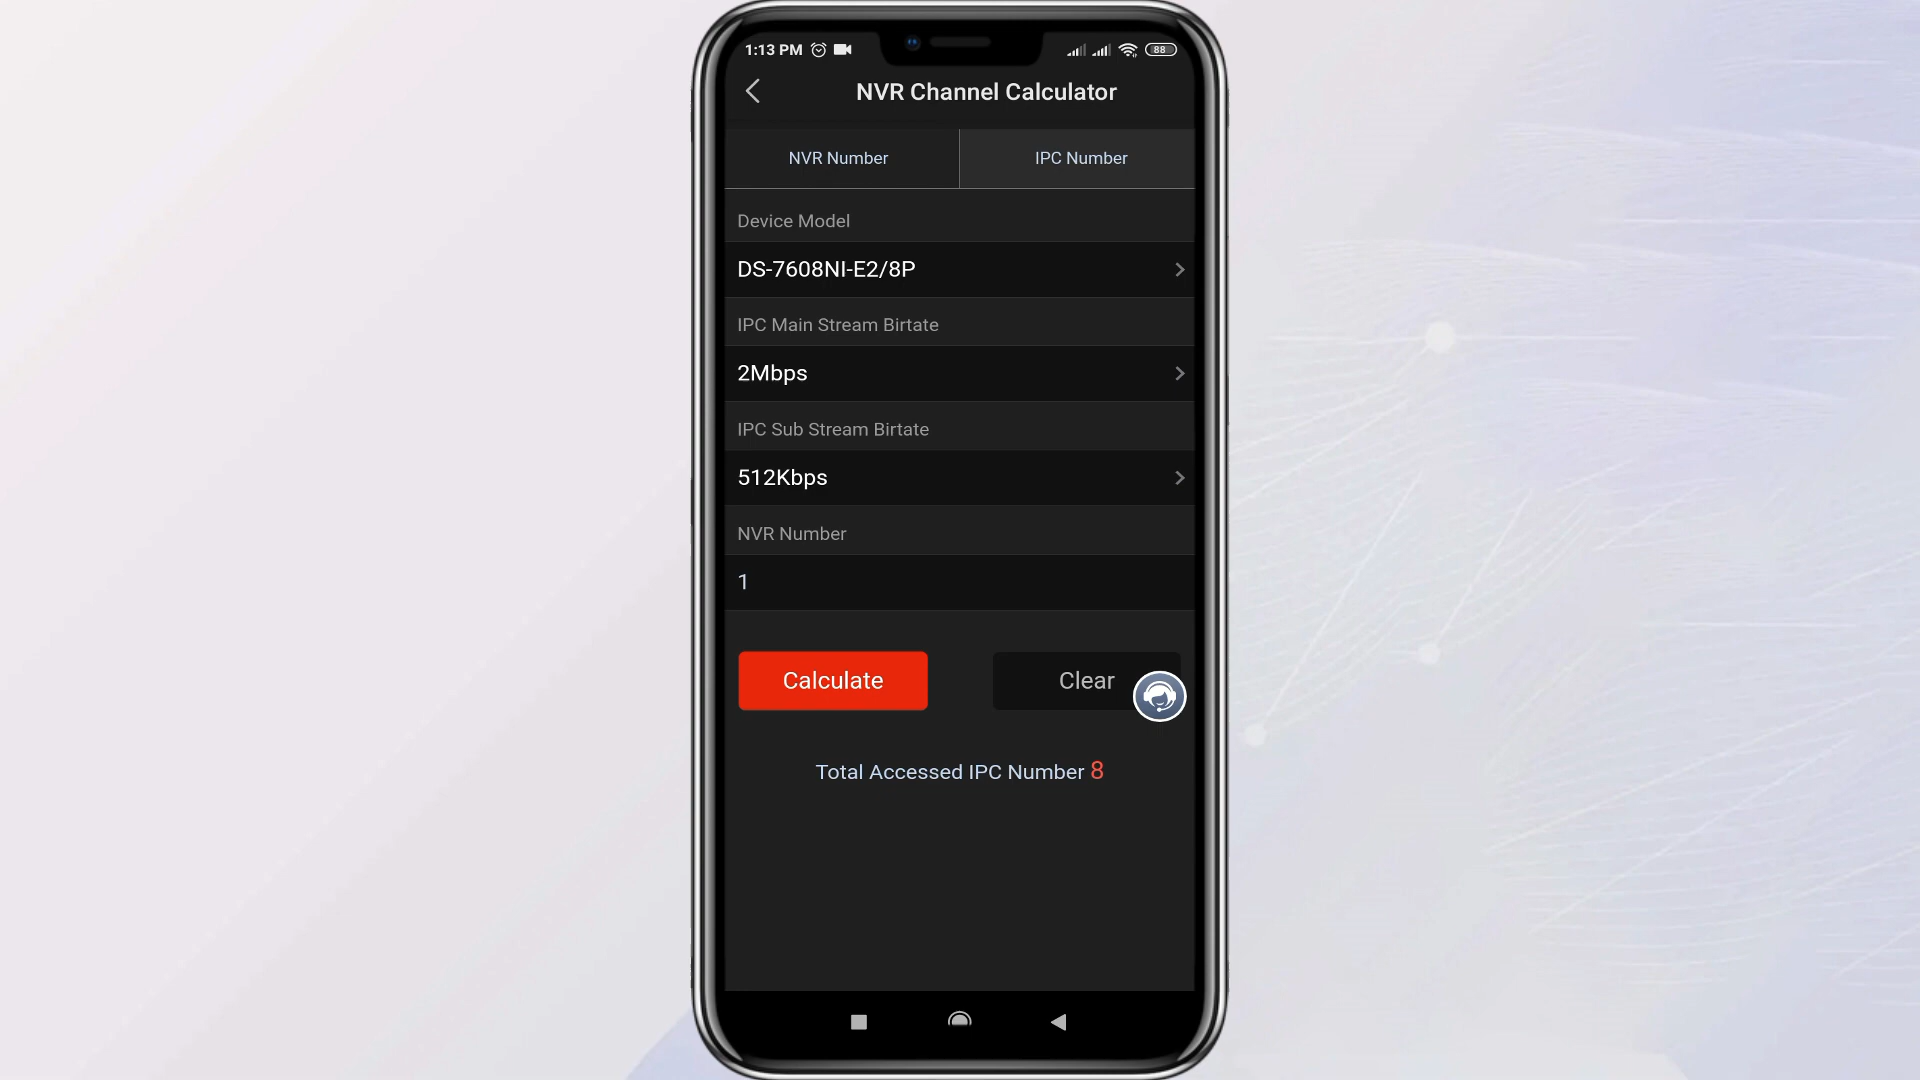 1:13 PM 88
NVR Channel Calculator
NVR Number IPC Number
Device Model
DS-7608NI-E2/8P
IPC Main Stream Birtate
2Mbps
IPC Sub Stream Birtate
512Kbps
NVR Number
1
Calculate Clear
Total Accessed IPC Number 8